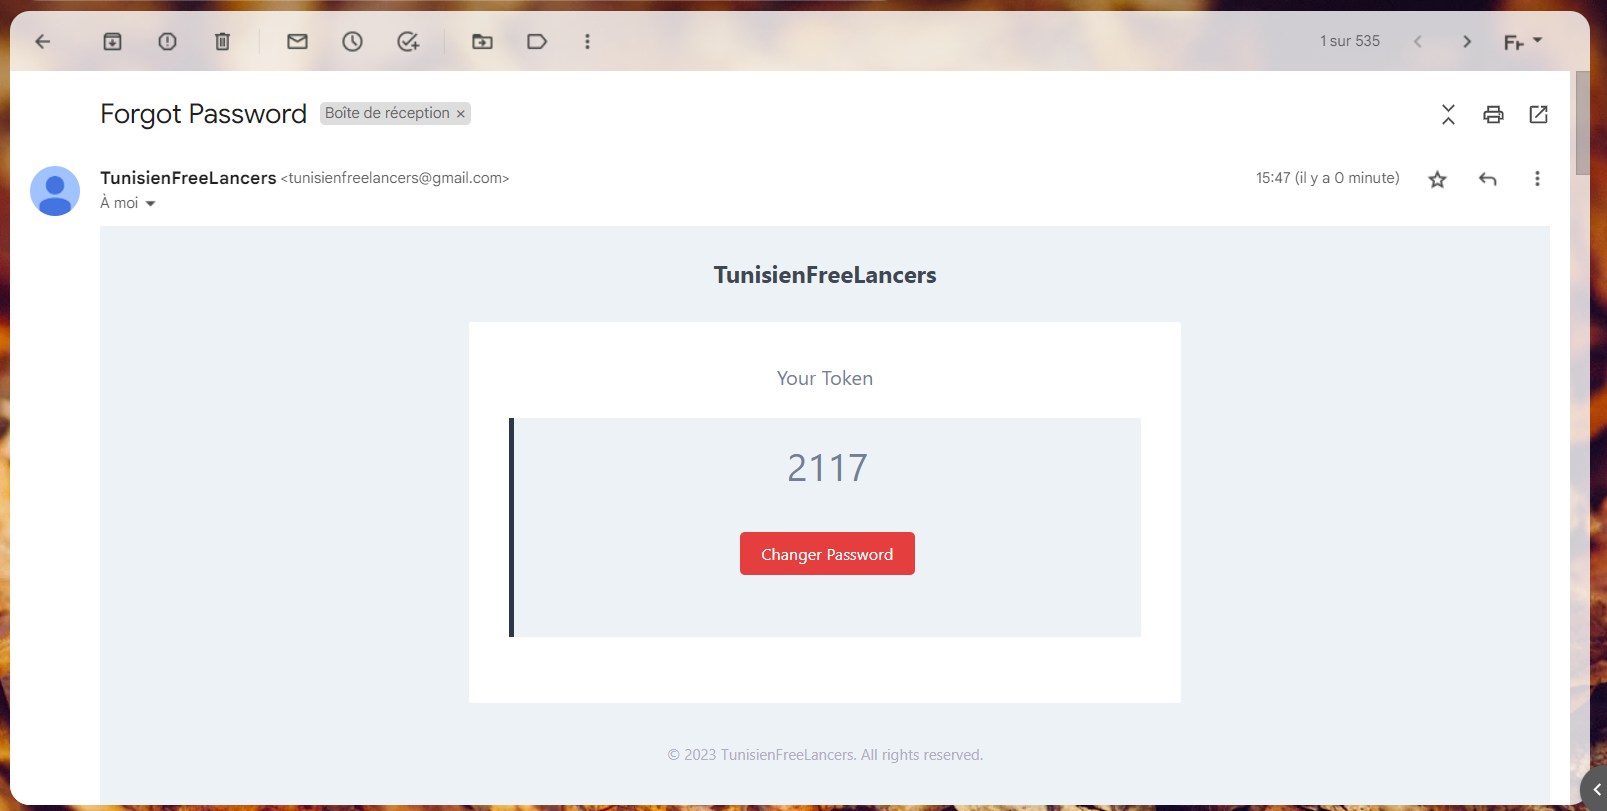 1 sur 535
Fr
Forgot Password Boîte de réception ×
TunisienFreeLancers <tunisienfreelancers@gmail.com> 15:47 (il y a 0 minute)
À moi
TunisienFreeLancers
Your Token
2117
Changer Password
© 2023 TunisienFreeLancers. All rights reserved.